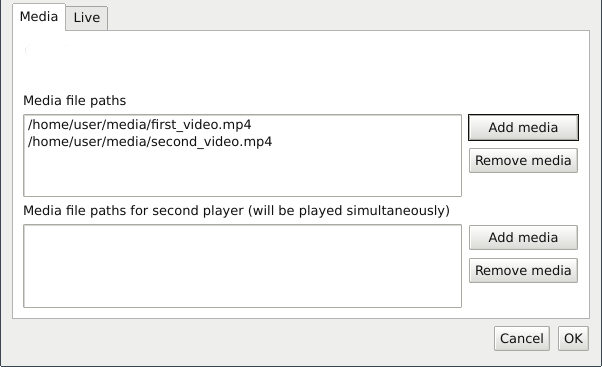 Media
Live
Media file paths
/home/user/media/first_video.mp4
/home/user/media/second_video.mp4
Add media
Remove media
Media file paths for second player (will be played simultaneously)
Add media
Remove media
Cancel
OK